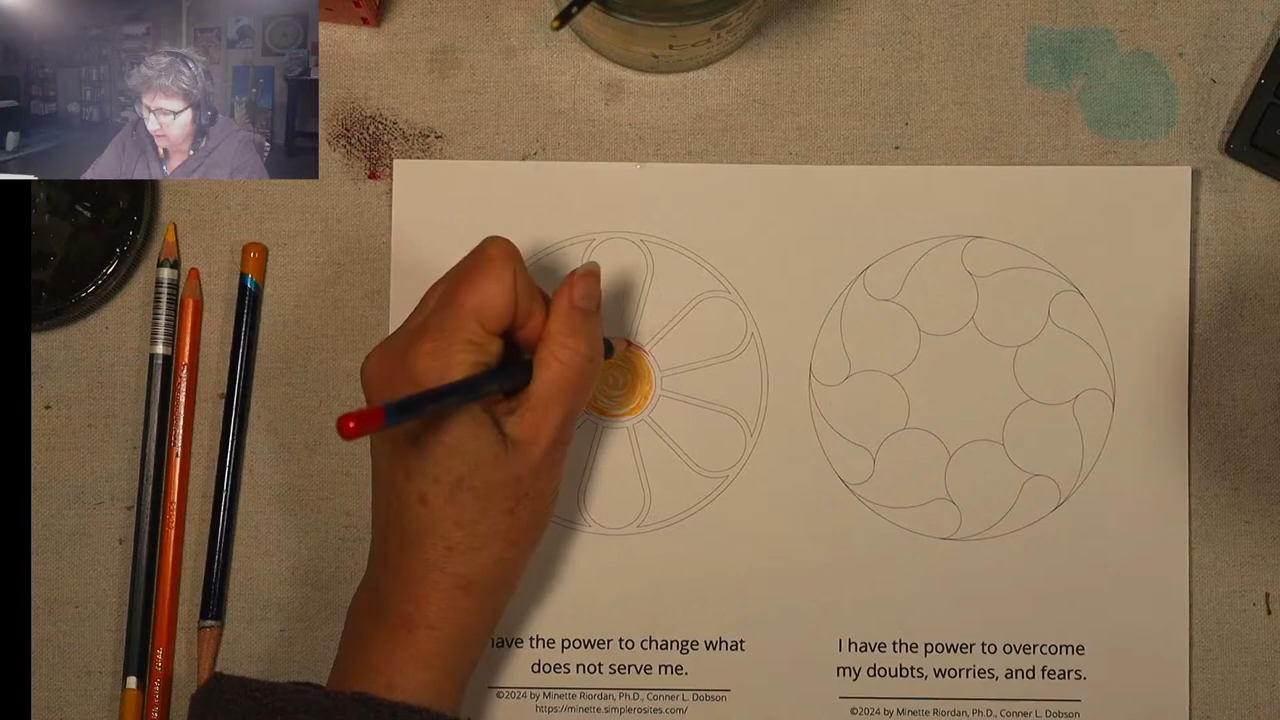 have the power to change what
does not serve me.
©2024 by Minette Riordan, Ph.D., Conner L. Dobson
https://minette.simplerosites.com/
I have the power to overcome
my doubts, worries, and fears.
©2024 by Minette Riordan, Ph.D., Conner L. Dobson